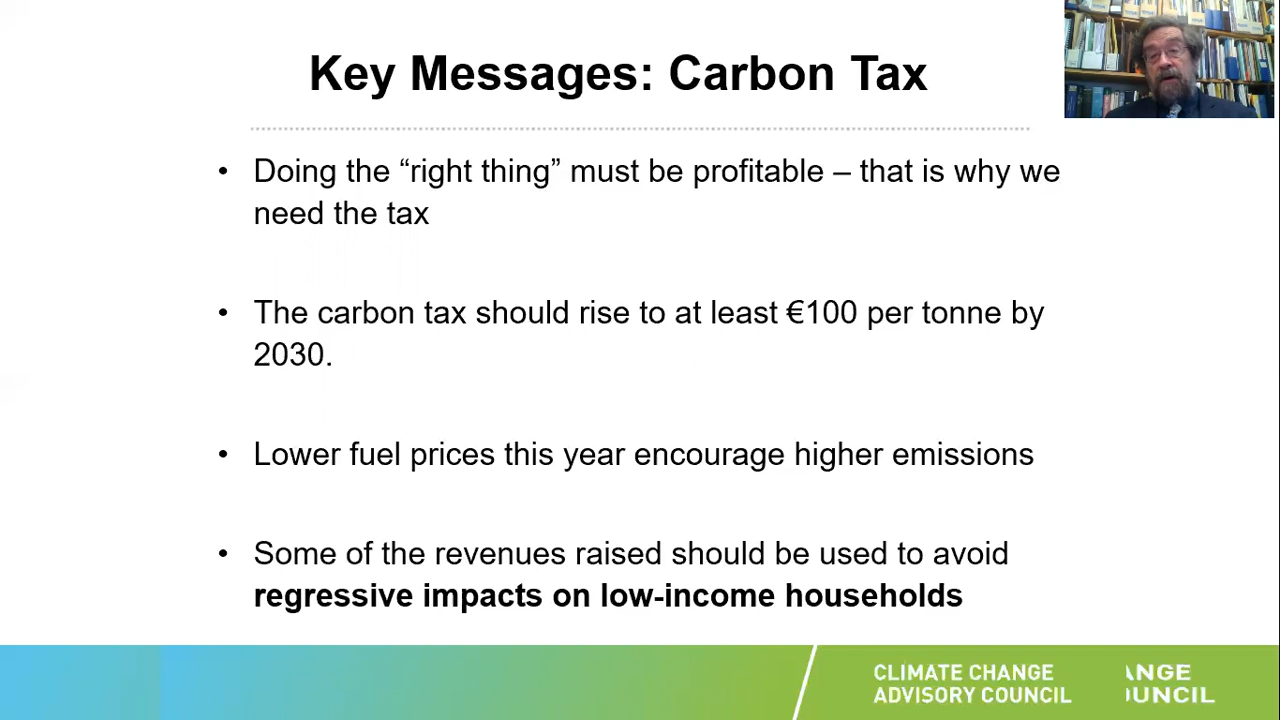 Key Messages: Carbon Tax
• Doing the “right thing” must be profitable – that is why we
need the tax
• The carbon tax should rise to at least €100 per tonne by
2030.
• Lower fuel prices this year encourage higher emissions
• Some of the revenues raised should be used to avoid
regressive impacts on low-income households
CLIMATE CHANGE
ADVISORY COUNCIL
ANGE
OUNCIL